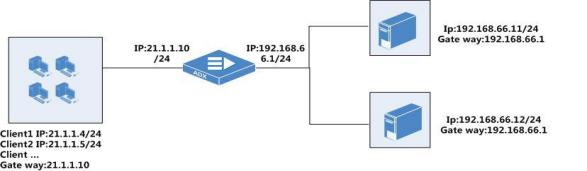 Ip:192.168.66.11/24
Gate way:192.168.66.1
IP:21.1.1.10
/24
IP:192.168.6
6.1/24
ADX
Ip:192.168.66.12/24
Gate way:192.168.66.1
Client1 IP:21.1.1.4/24
Client2 IP:21.1.1.5/24
Client ...
Gate way:21.1.1.10